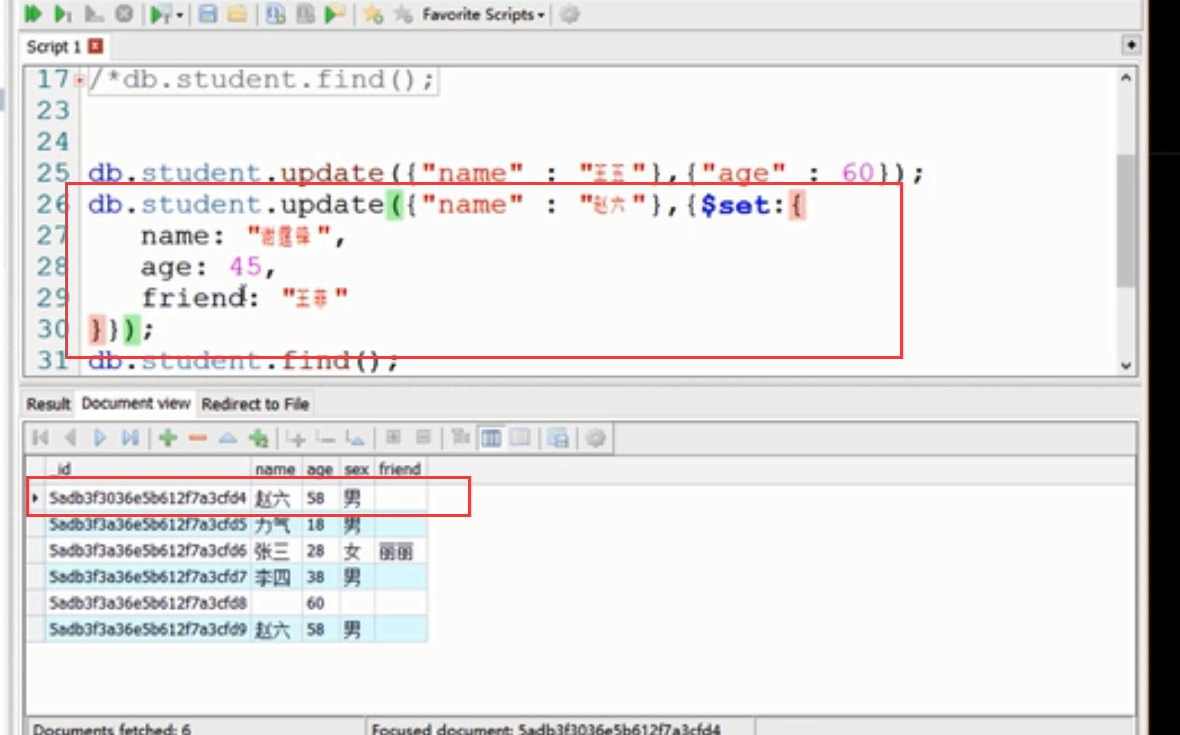 Favorite Scripts
Script 1
17 /*db.student.find();
23
24
25 db.student.update({"name" : "王五"},{"age" : 60});
26 db.student.update({"name" : "赵六"},{$set:{
27 name: "谢霆锋",
28 age: 45,
29 friend: "王菲"
30 }});
31 db.student.find();
Result Document view Redirect to File
_id name age sex friend
5adb3f3036e5b612f7a3cfd4 赵六 58 男
5adb3f3a36e5b612f7a3cfd5 力气 18 男
5adb3f3a36e5b612f7a3cfd6 张三 28 女 丽丽
5adb3f3a36e5b612f7a3cfd7 李四 38 男
5adb3f3a36e5b612f7a3cfd8 60
5adb3f3a36e5b612f7a3cfd9 赵六 58 男
Documents fetched: 6 Focused document: 5adb3f3036e5b612f7a3cfd4